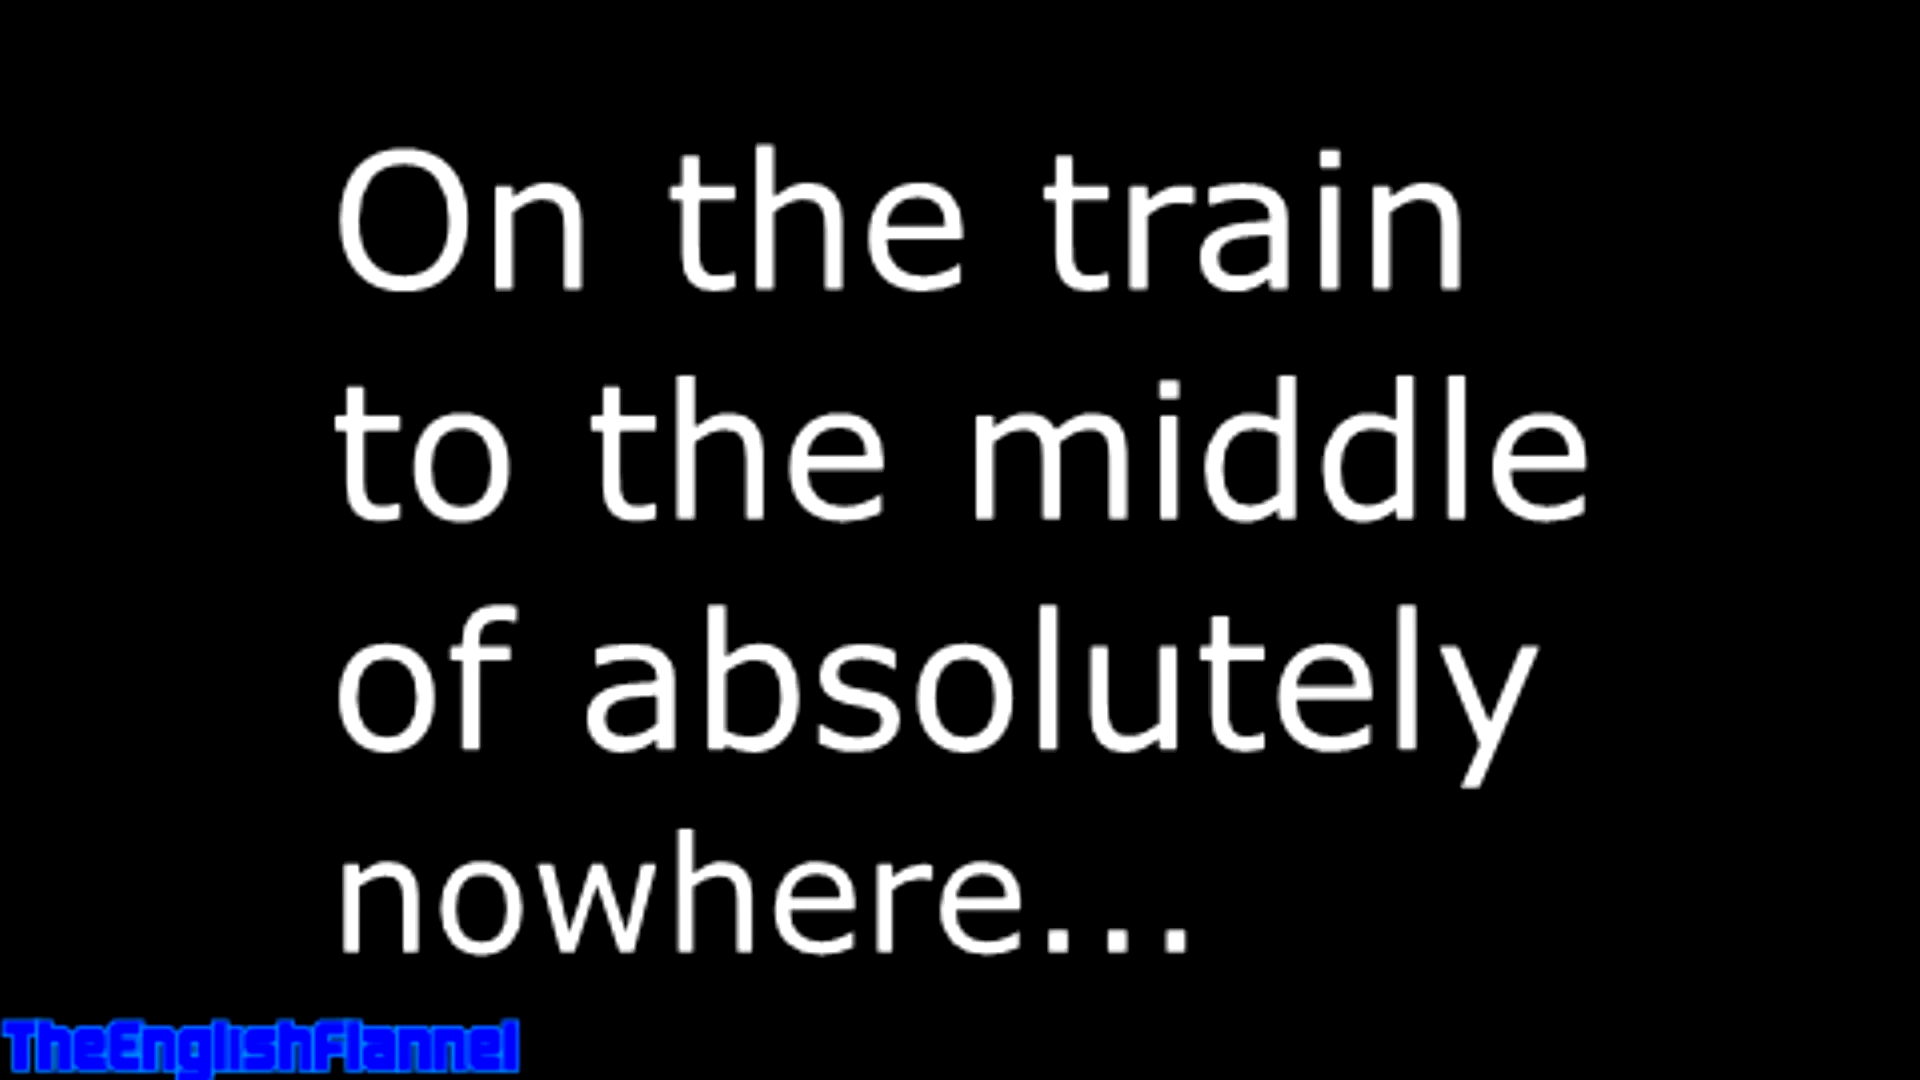 On the train
to the middle
of absolutely
nowhere...
TheEnglishFlannel